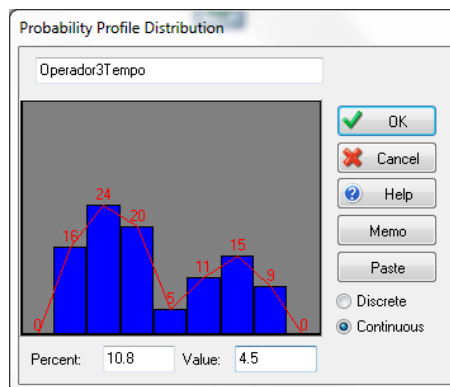 Probability Profile Distribution
Operador3Tempo
OK
Cancel
Help
Memo
Paste
Discrete
Continuous
0
16
24
20
5
11
15
9
0
Percent: 10.8 Value: 4.5